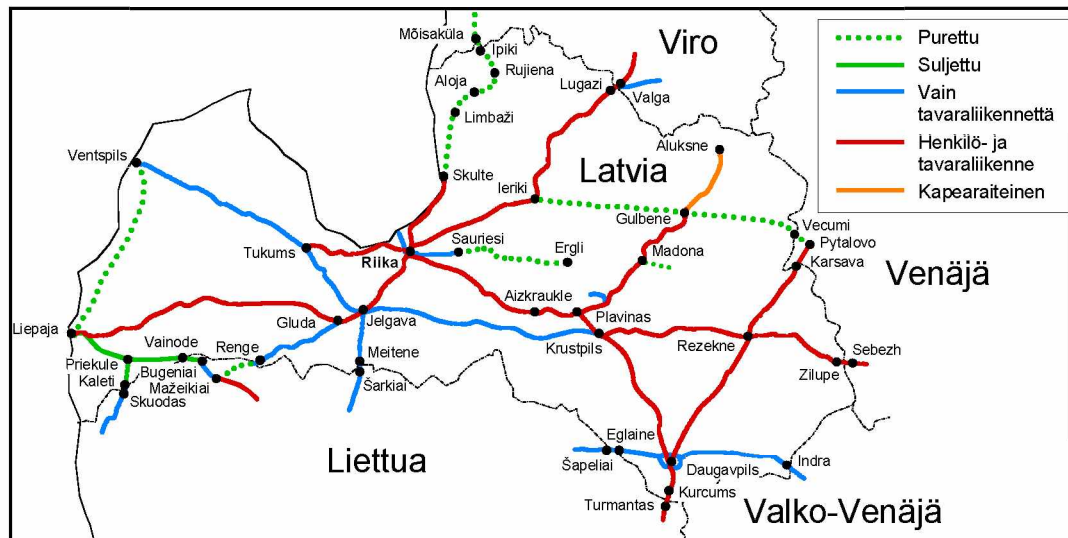 Mõisaküla
Ipiki
Rujiena
Aloja
Limbaži
Skulte
Viro
Lugazi
Valga
Purettu
Suljettu
Vain
tavaraliikennettä
Henkilö- ja
tavaraliikenne
Kapearaiteinen
Ventspils
Aluksne
Latvia
Ieriki
Gulbene
Vecumi
Pytalovo
Karsava
Venäjä
Tukums
Riika
Sauriesi
Ergli
Madona
Liepaja
Gluda
Jelgava
Aizkraukle
Plavinas
Krustpils
Rezekne
Sebezh
Zilupe
Priekule
Vainode
Renge
Meitene
Kaleti
Bugeniai
Mažeikiai
Šarkiai
Skuodas
Liettua
Eglaine
Šapeliai
Daugavpils
Indra
Kurcums
Turmantas
Valko-Venäjä